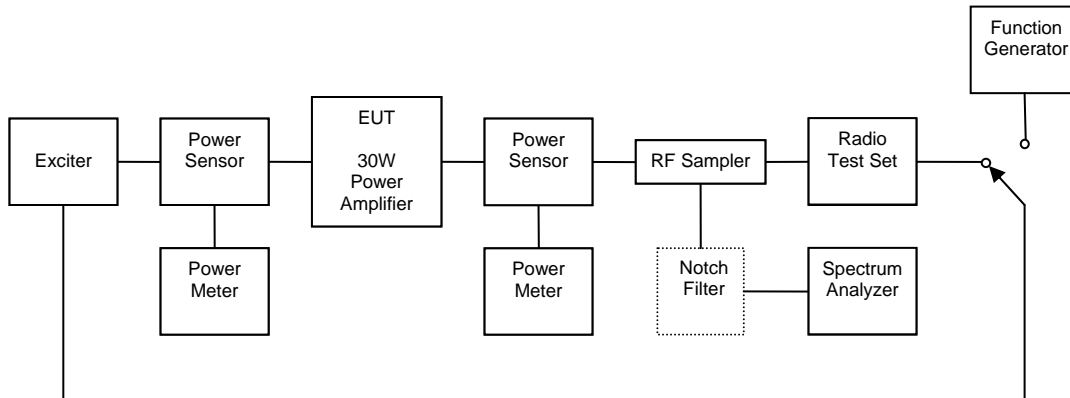 Function
Generator
Exciter
Power
Sensor
EUT
30W
Power
Amplifier
Power
Sensor
RF Sampler
Radio
Test Set
Power
Meter
Power
Meter
Notch
Filter
Spectrum
Analyzer